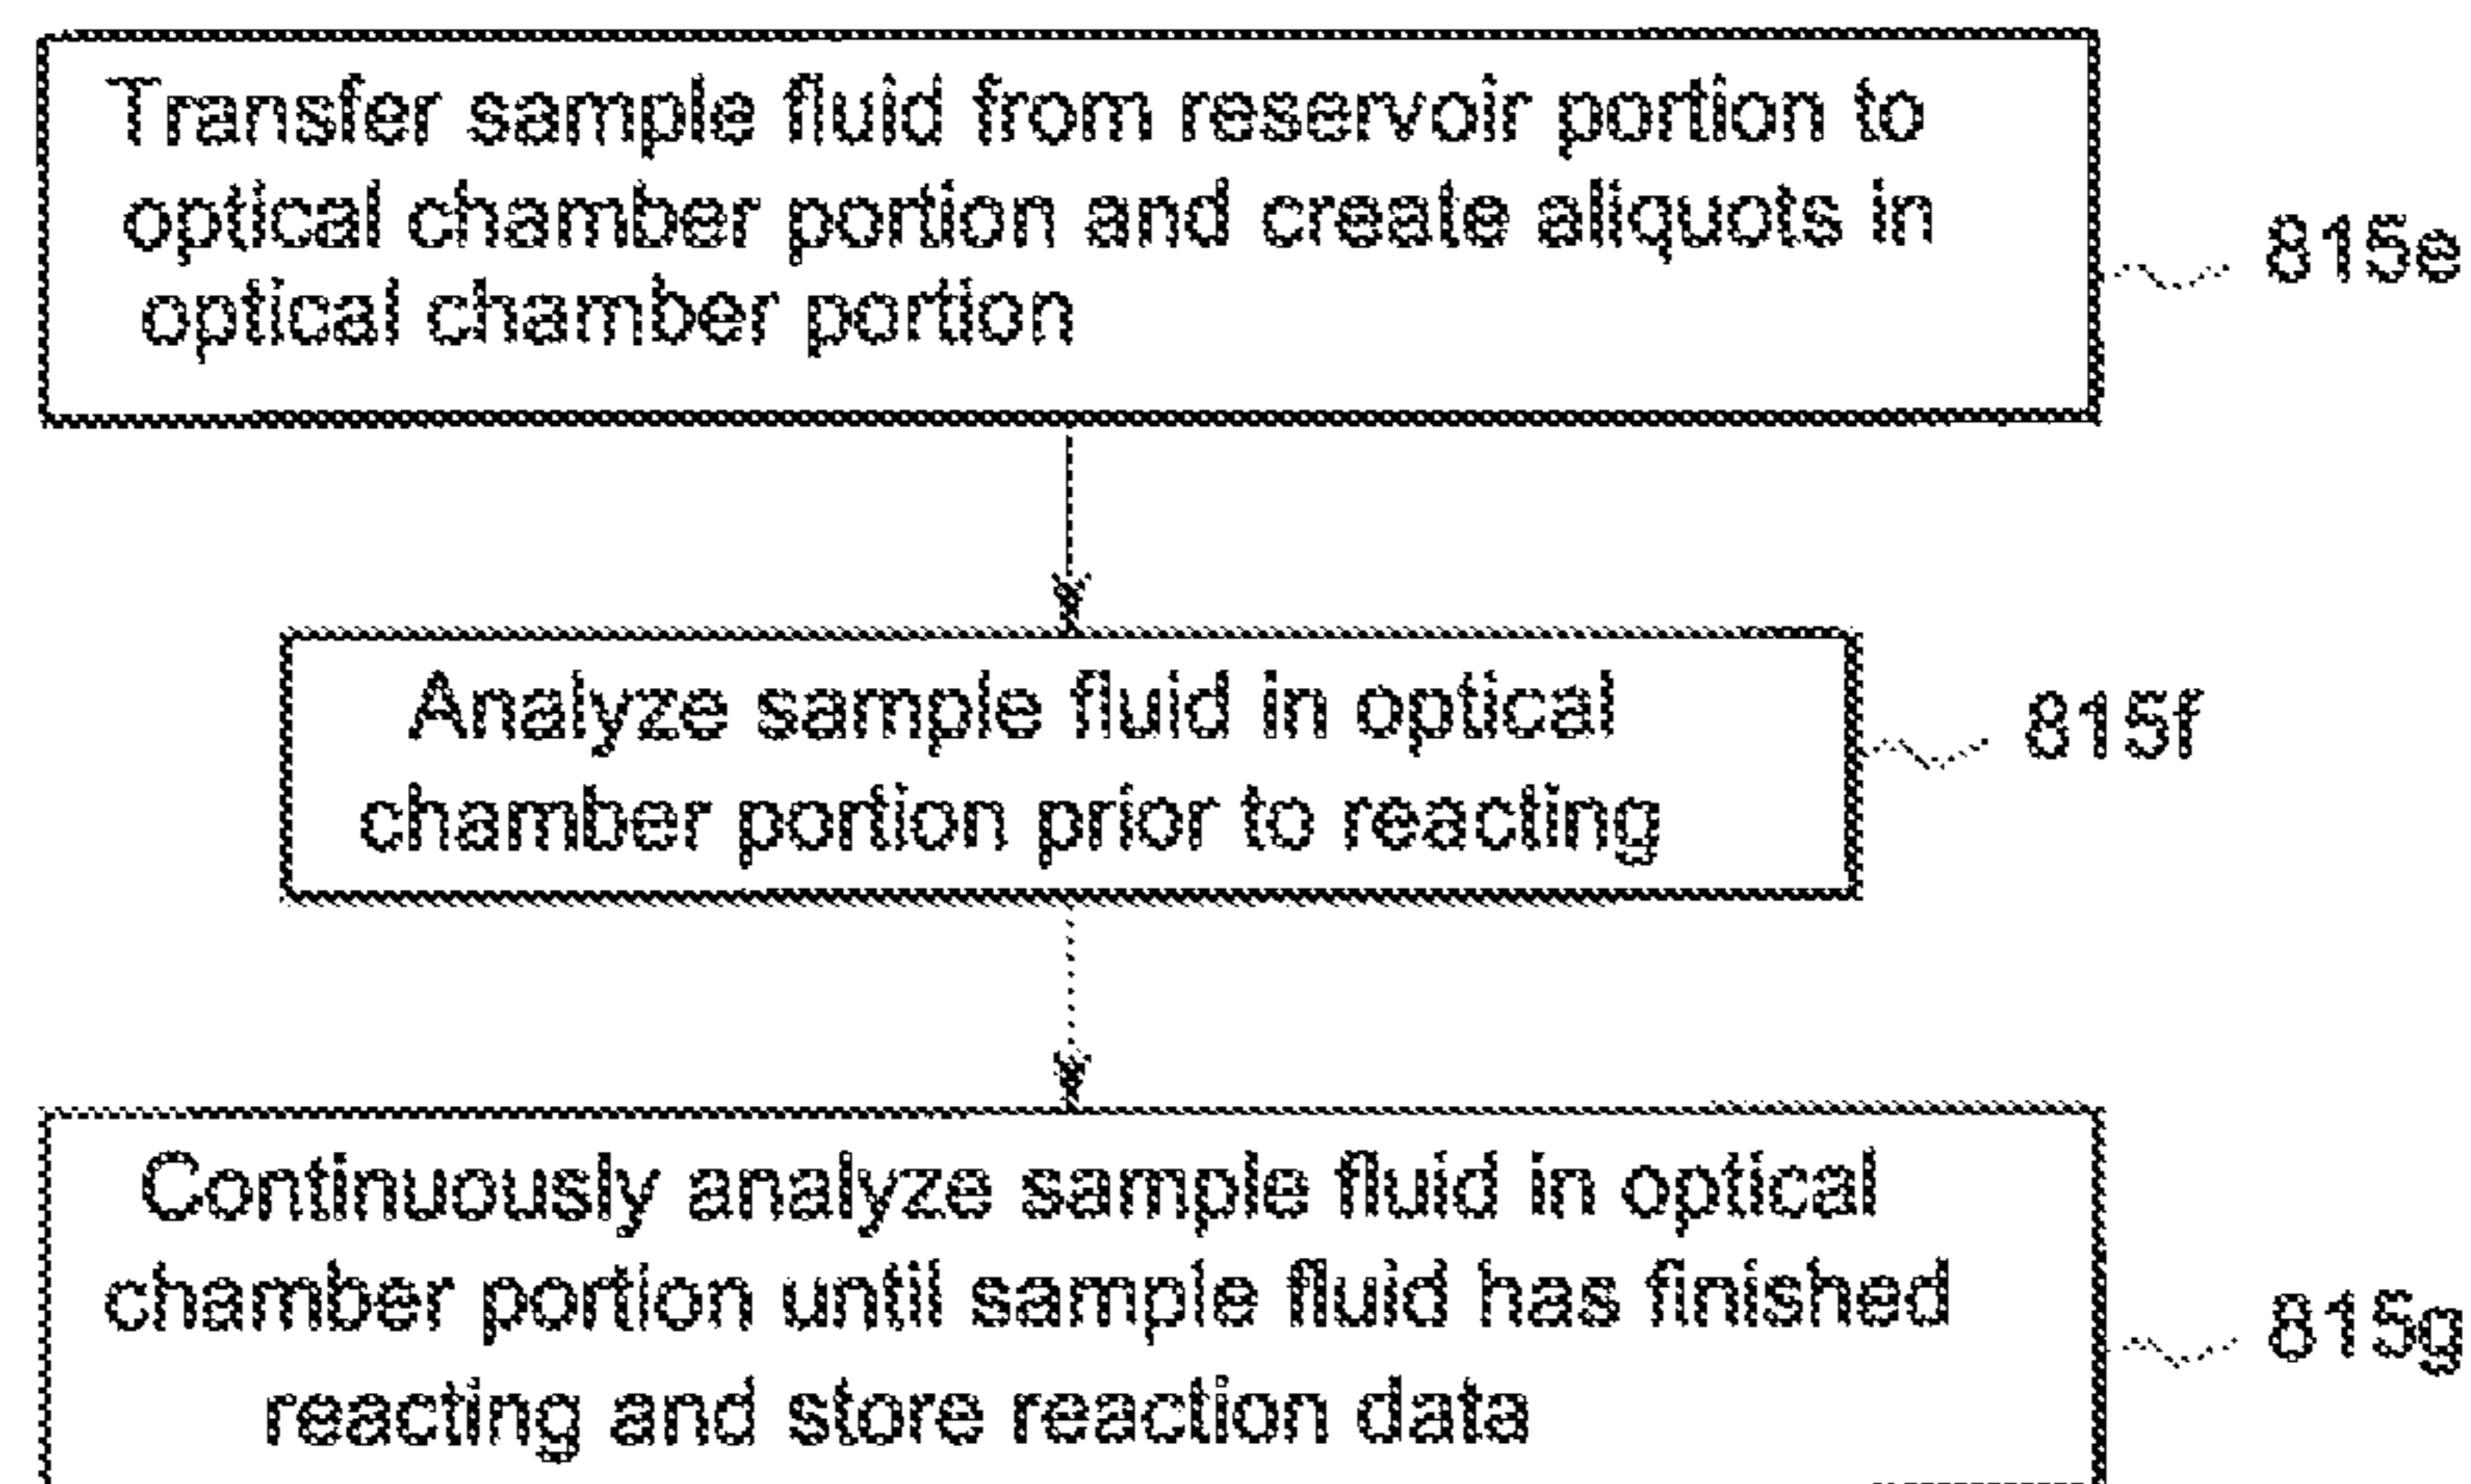 Transfer sample fluid from reservoir portion to
optical chamber portion and create aliquots in
optical chamber portion
815e
Analyze sample fluid in optical
chamber portion prior to reacting
815f
Continuously analyze sample fluid in optical
chamber portion until sample fluid has finished
reacting and store reaction data
815g